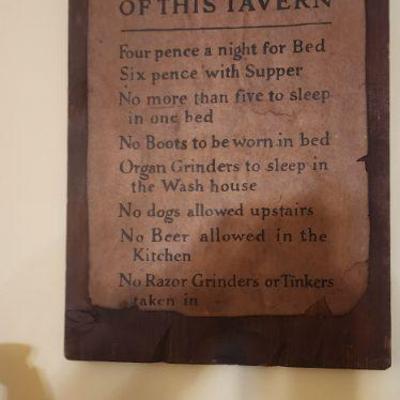 OF THIS TAVERN
Four pence a night for Bed
Six pence with Supper
No more than five to sleep
in one bed
No Boots to be worn in bed
Organ Grinders to sleep in
the Wash house
No dogs allowed upstairs
No Beer allowed in the
Kitchen
No Razor Grinders or Tinkers
taken in